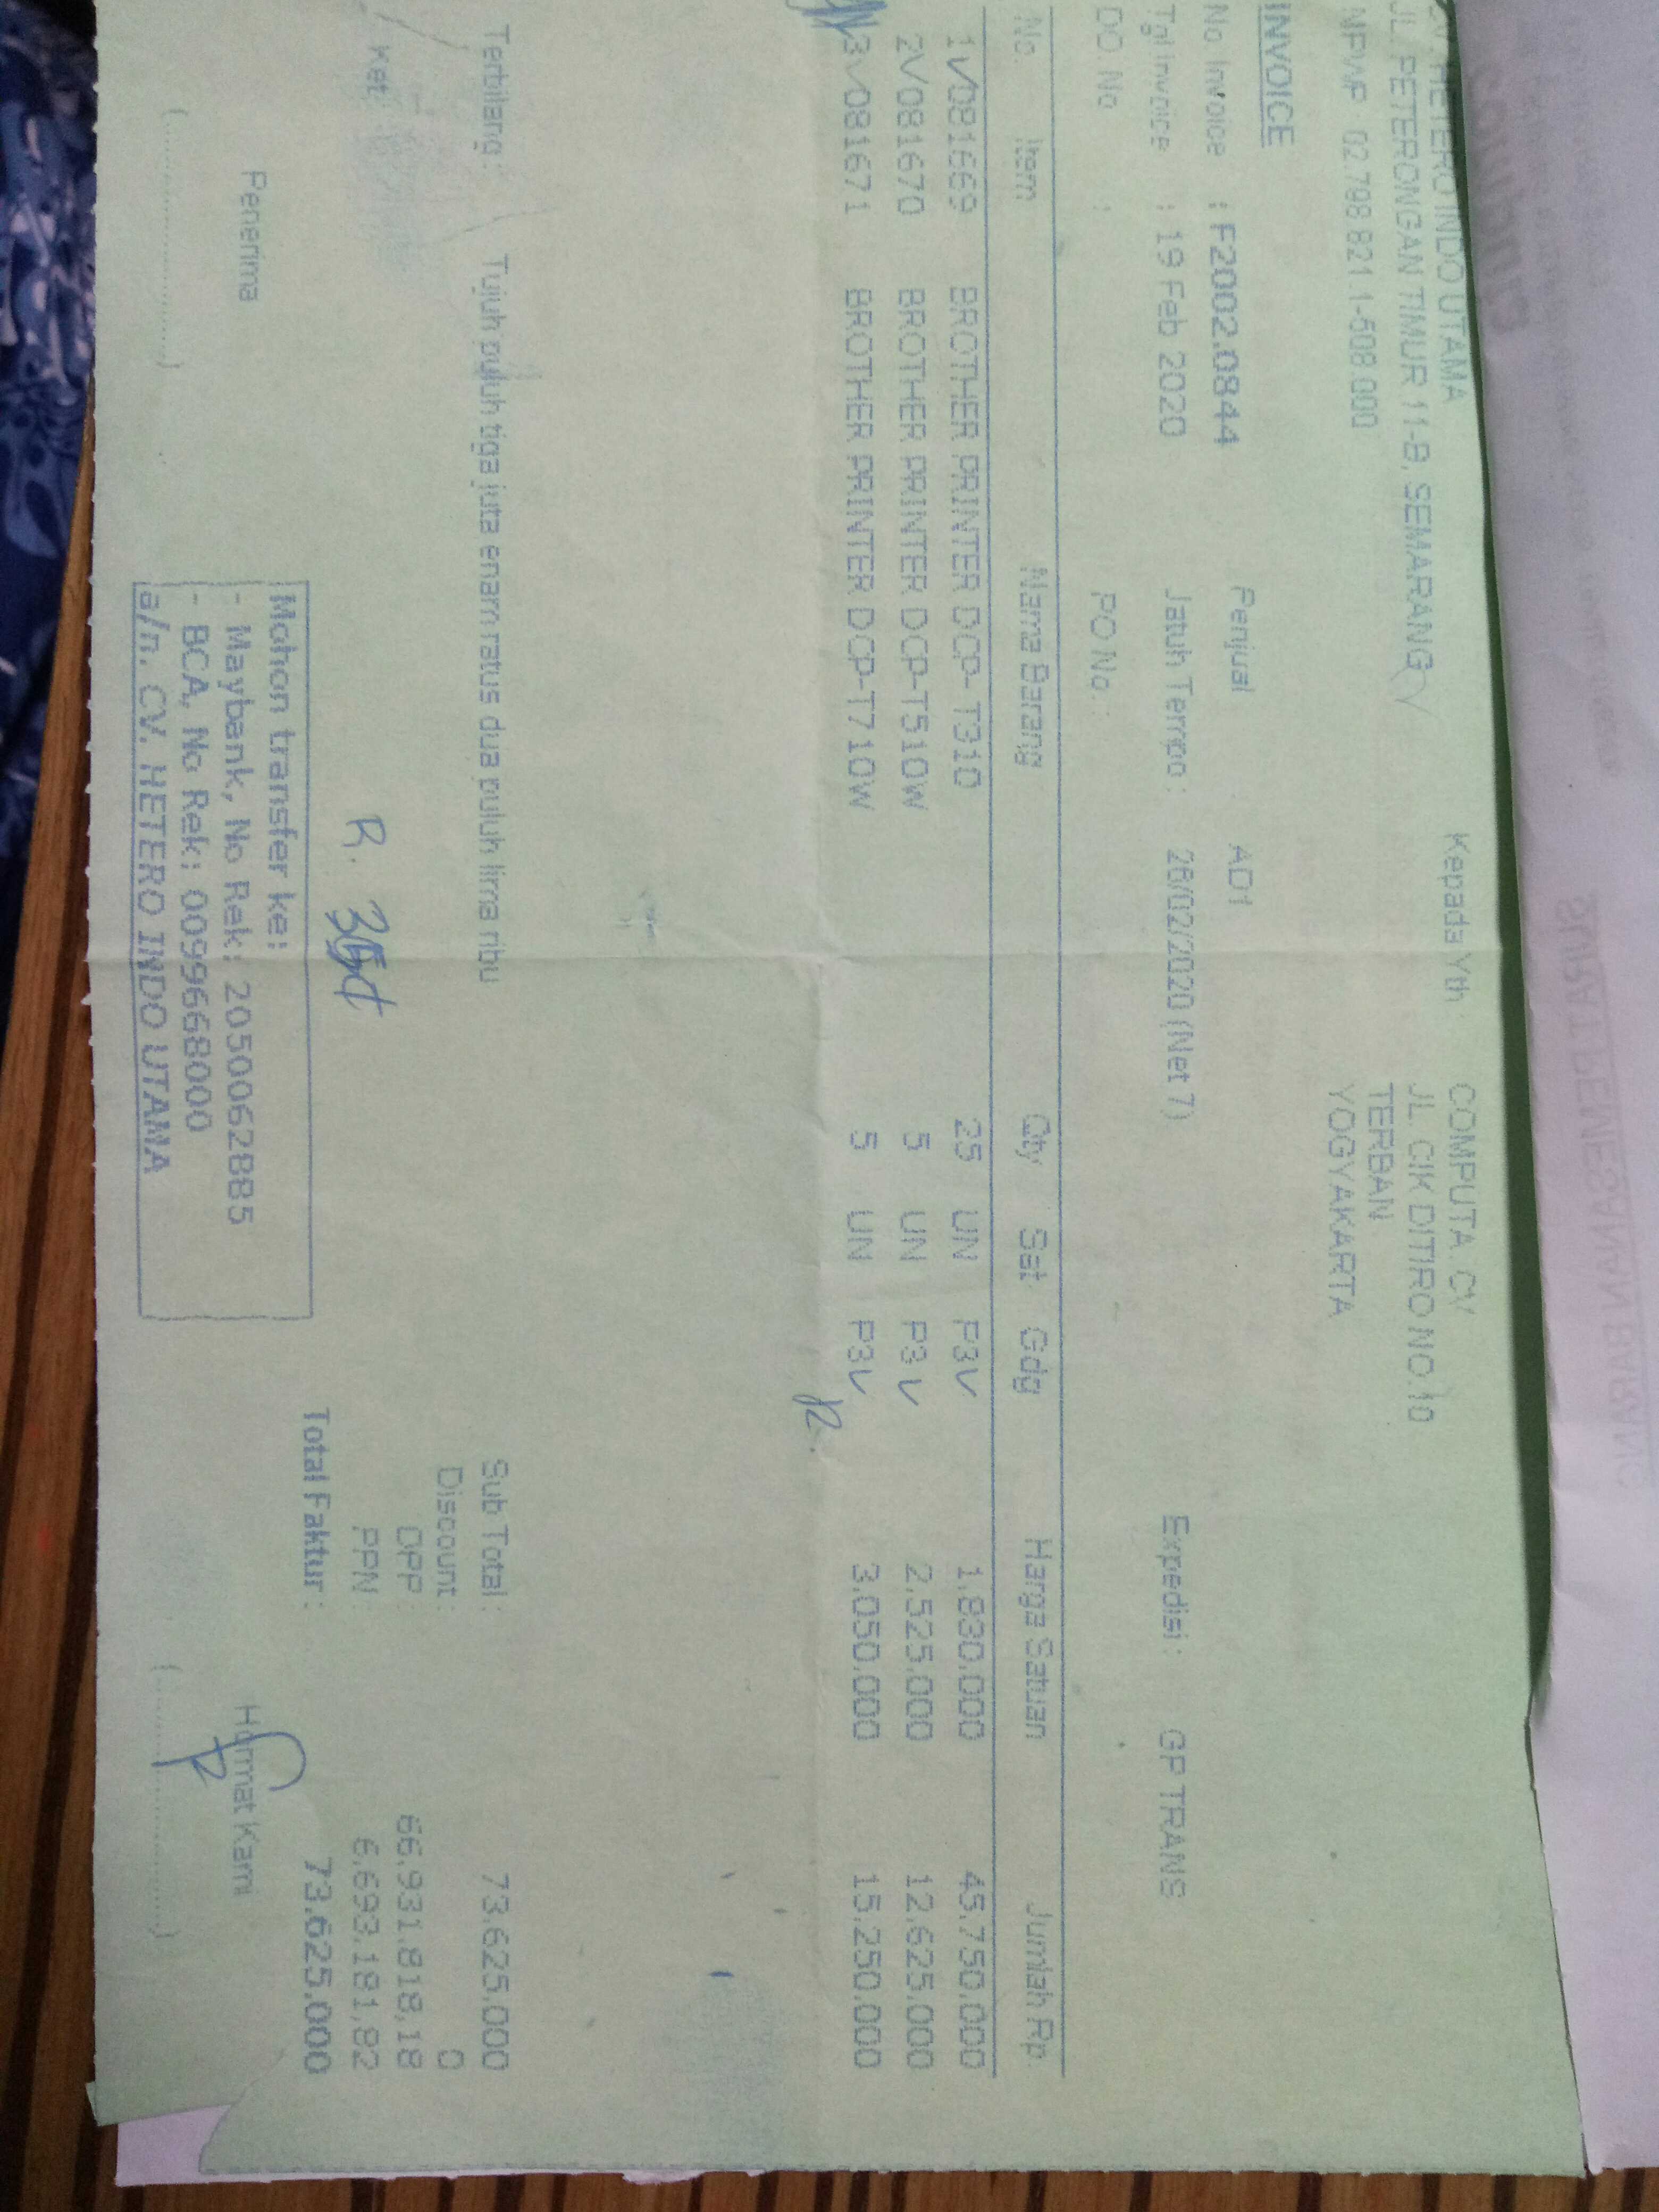 CV. HETERO INDO UTAMA
JL. PETERONGAN TIMUR 11-B, SEMARANG
NPWP 02.798.821.1-508.000
Kepada Yth :
COMPUTA. CV
JL. CIK DITIRO NO.10
TERBAN
YOGYAKARTA
INVOICE
No Invoice : F2002.0844 Penjual : AD1
Tgl Invoice : 19 Feb 2020 Jatuh Tempo : 26/02/2020 (Net 7) Expedisi : GP TRANS
DO. No : PO No. :
No. Item Nama Barang Qty Sat Gdg Harga Satuan Jumlah Rp.
1 081669 BROTHER PRINTER DCP- T310 25 UN P3 1.830.000 45.750.000
2 081670 BROTHER PRINTER DCP-T510W 5 UN P3 2.525.000 12.625.000
3 081671 BROTHER PRINTER DCP-T710W 5 UN P3 3.050.000 15.250.000
Terbilang : Tujuh puluh tiga juta enam ratus dua puluh lima ribu
Sub Total : 73.625.000
Discount : 0
DPP : 66.931.818,18
Ket: PPN : 6.693.181,82
Total Faktur : 73.625.000
Penerima
Hormat Kami
Mohon transfer ke:
- Maybank, No Rek: 2050062885
- BCA, No Rek: 0099668000
a/n. CV. HETERO INDO UTAMA